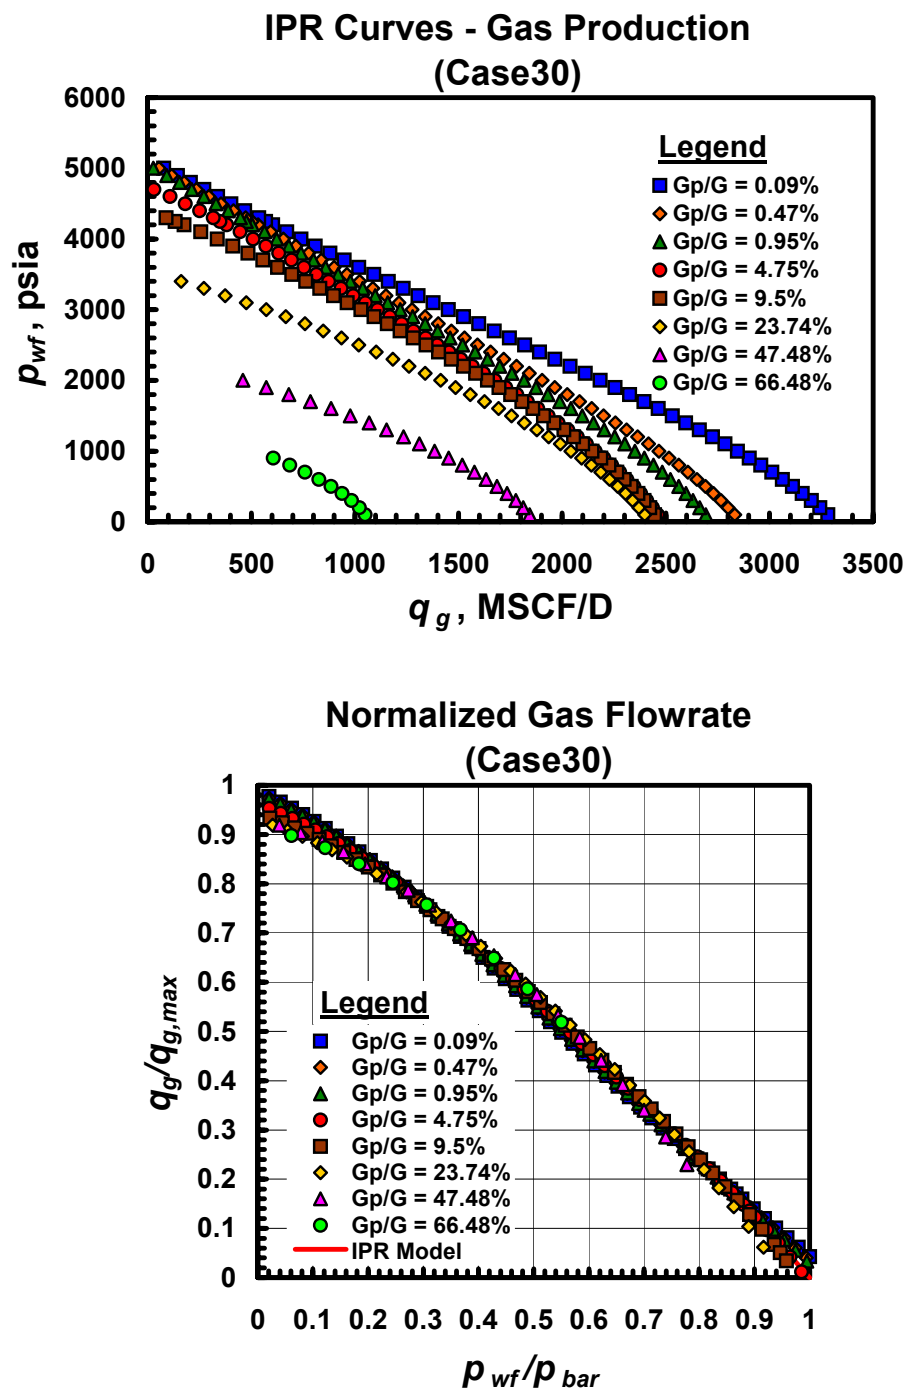 IPR Curves - Gas Production
(Case30)
6000
5000
4000
3000
2000
1000
0
p wf, psia
Legend
Gp/G = 0.09%
Gp/G = 0.47%
Gp/G = 0.95%
Gp/G = 4.75%
Gp/G = 9.5%
Gp/G = 23.74%
Gp/G = 47.48%
Gp/G = 66.48%
0 500 1000 1500 2000 2500 3000 3500
q g , MSCF/D
Normalized Gas Flowrate
(Case30)
1
0.9
0.8
0.7
0.6
0.5
0.4
0.3
0.2
0.1
0
q g/q g,max
Legend
Gp/G = 0.09%
Gp/G = 0.47%
Gp/G = 0.95%
Gp/G = 4.75%
Gp/G = 9.5%
Gp/G = 23.74%
Gp/G = 47.48%
Gp/G = 66.48%
IPR Model
0 0.1 0.2 0.3 0.4 0.5 0.6 0.7 0.8 0.9 1
p wf /p bar